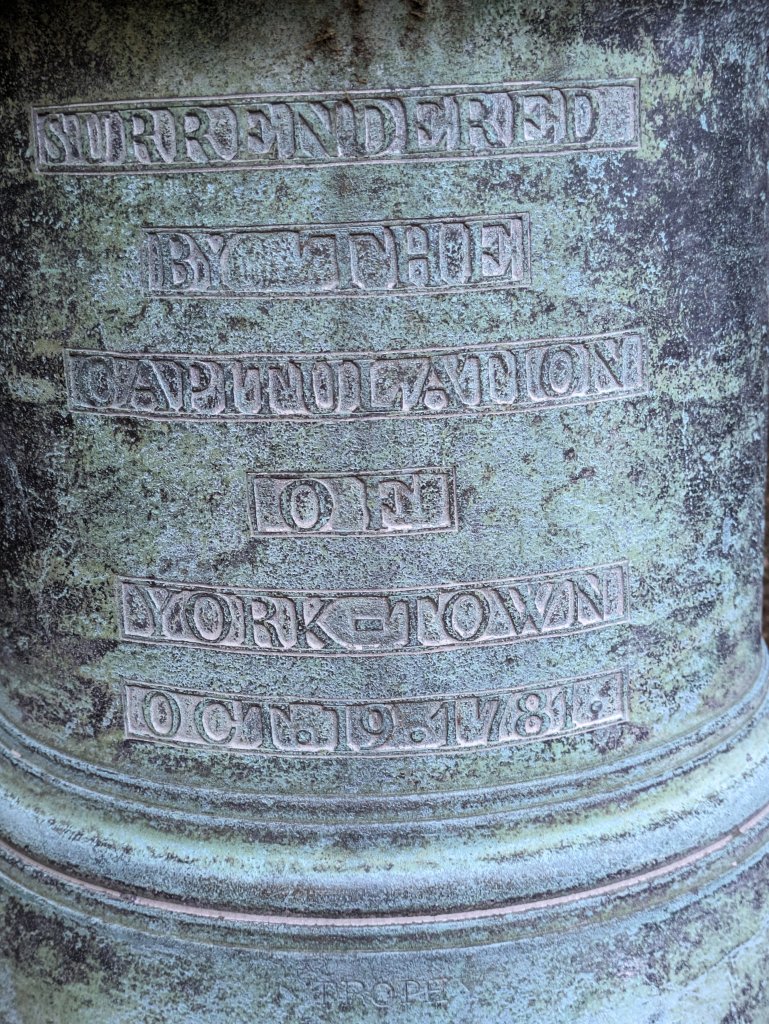 SURRENDERED
BY THE
CAPITULATION
OF
YORK-TOWN
OCT. 19. 1781.